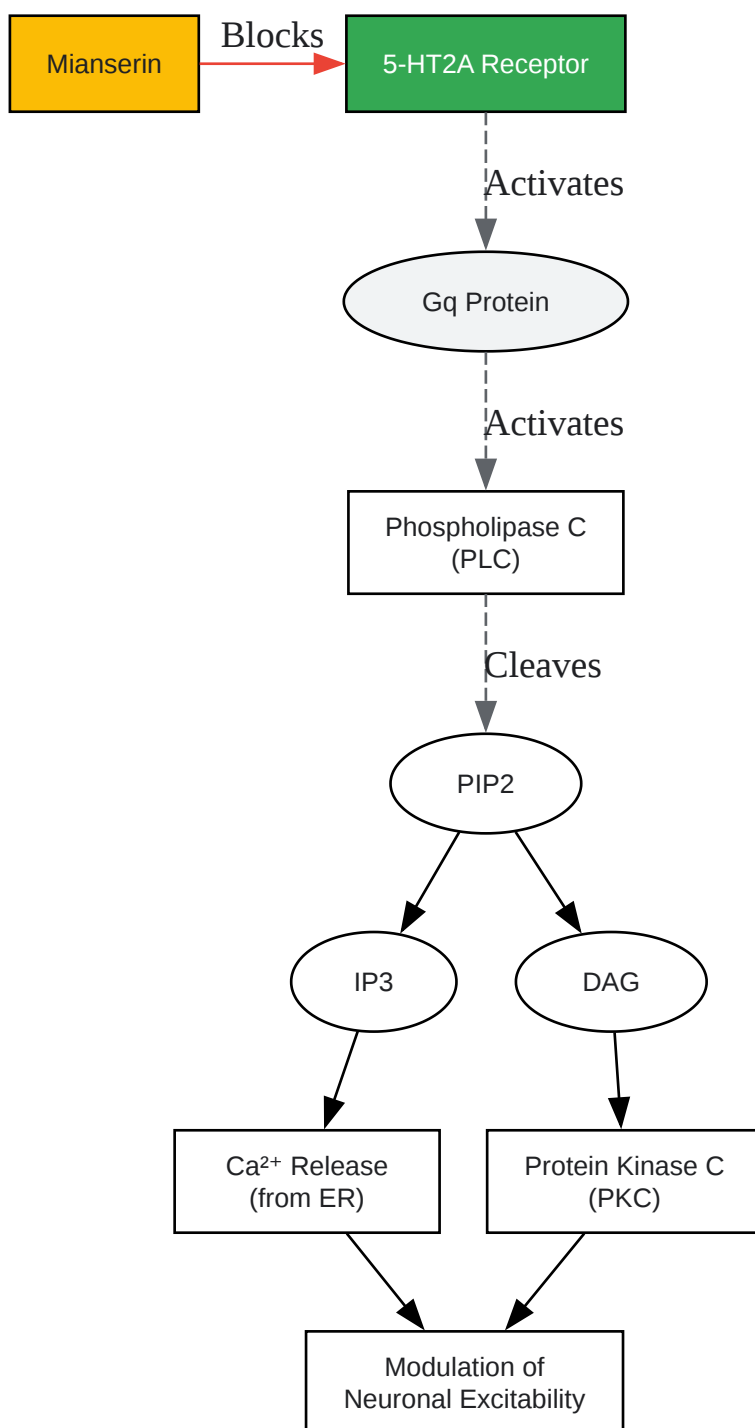 Mianserin
Blocks
5-HT2A Receptor
Activates
Gq Protein
Activates
Phospholipase C
(PLC)
Cleaves
PIP2
IP3
DAG
Ca²⁺ Release
(from ER)
Protein Kinase C
(PKC)
Modulation of
Neuronal Excitability